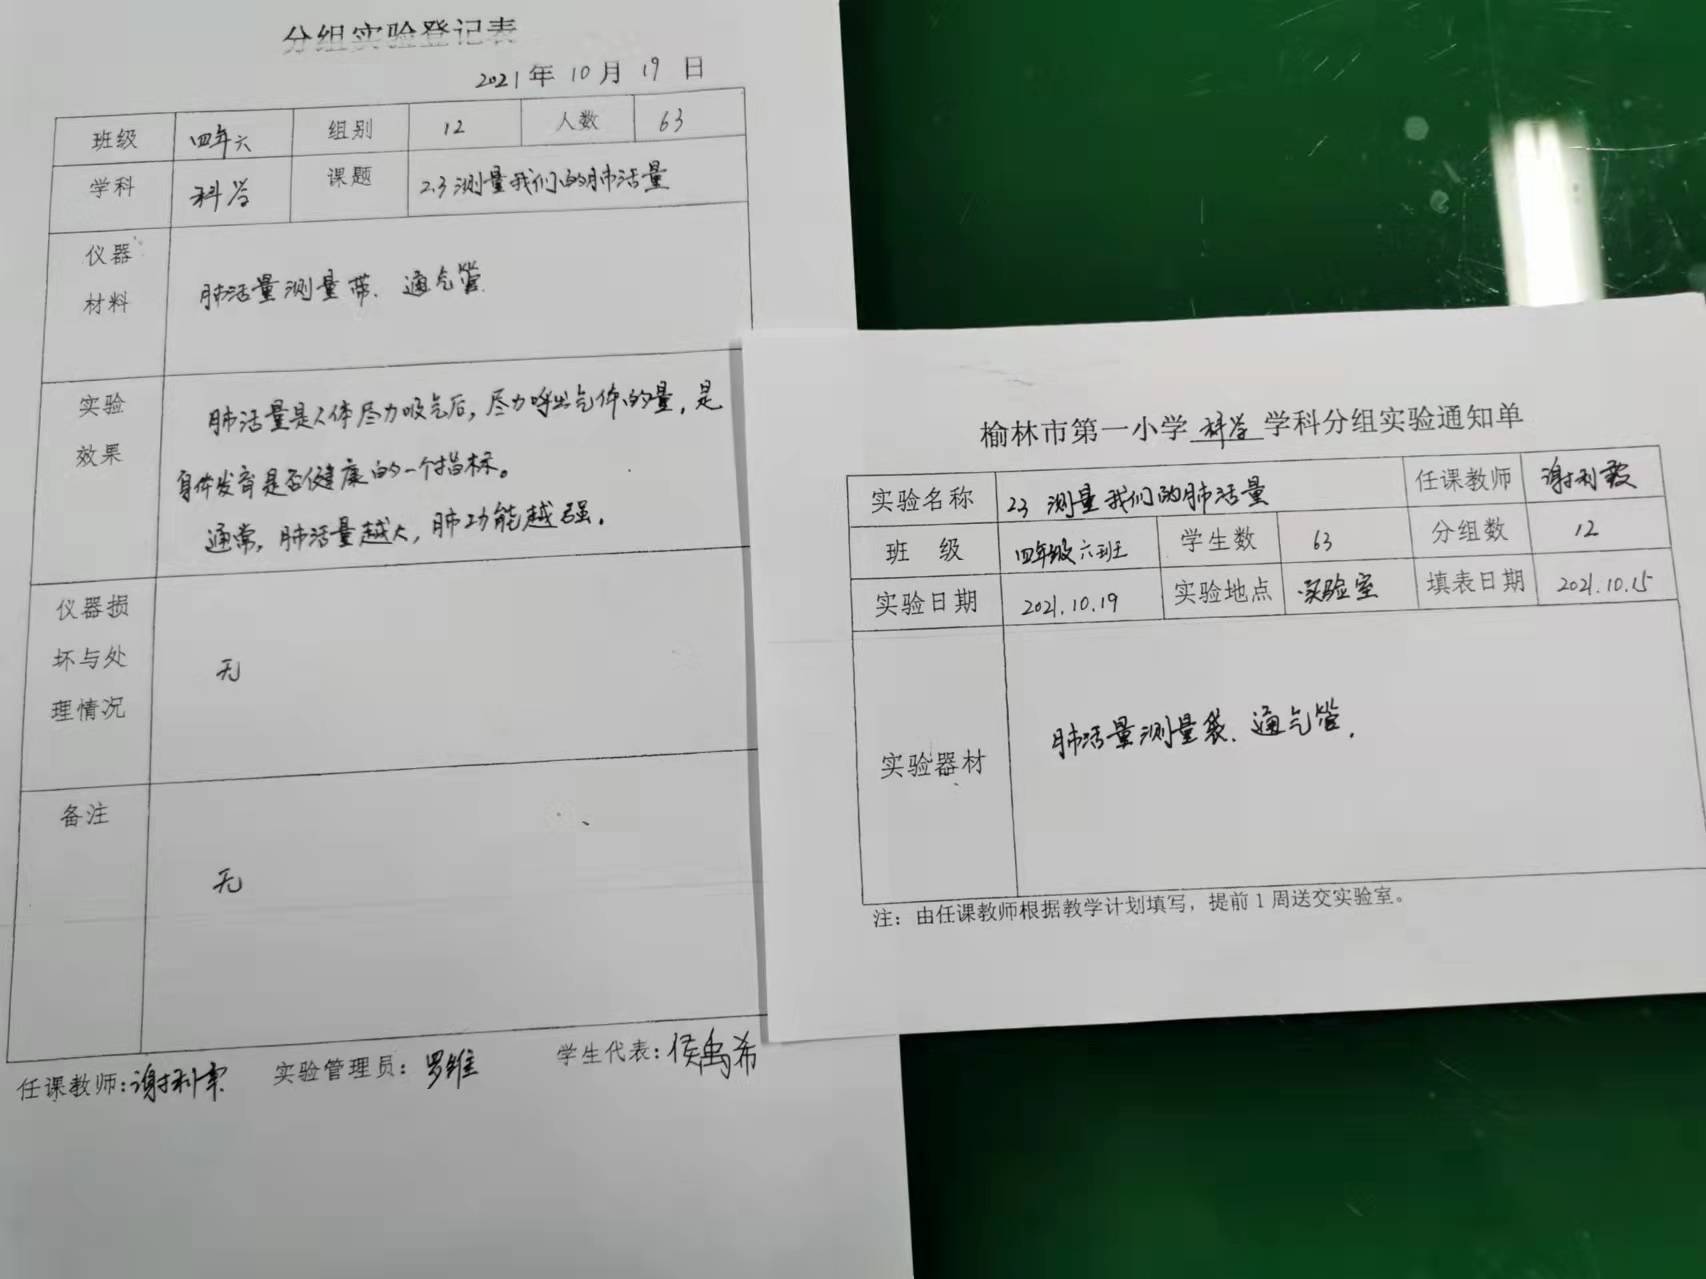 分组实验登记表
2021年10月19日
班级 四年六 组别 12 人数 63
学科 科学 课题 2.3测量我们的肺活量
仪器
材料
肺活量测量带、通气管
实验
效果
肺活量是人体尽力吸气后,尽力呼出气体的量,是
身体发育是否健康的一个指标。
通常,肺活量越大,肺功能越强。
仪器损
坏与处
理情况
无
备注
无
任课教师: 实验管理员:罗维 学生代表:侯禹希
榆林市第一小学科学学科分组实验通知单
实验名称 2.3 测量我们的肺活量 任课教师
班 级 四年级六班 学生数 63 分组数 12
实验日期 2021.10.19 实验地点 实验室 填表日期 2021.10.15
实验器材 肺活量测量袋、通气管.
注:由任课教师根据教学计划填写,提前1周送交实验室。